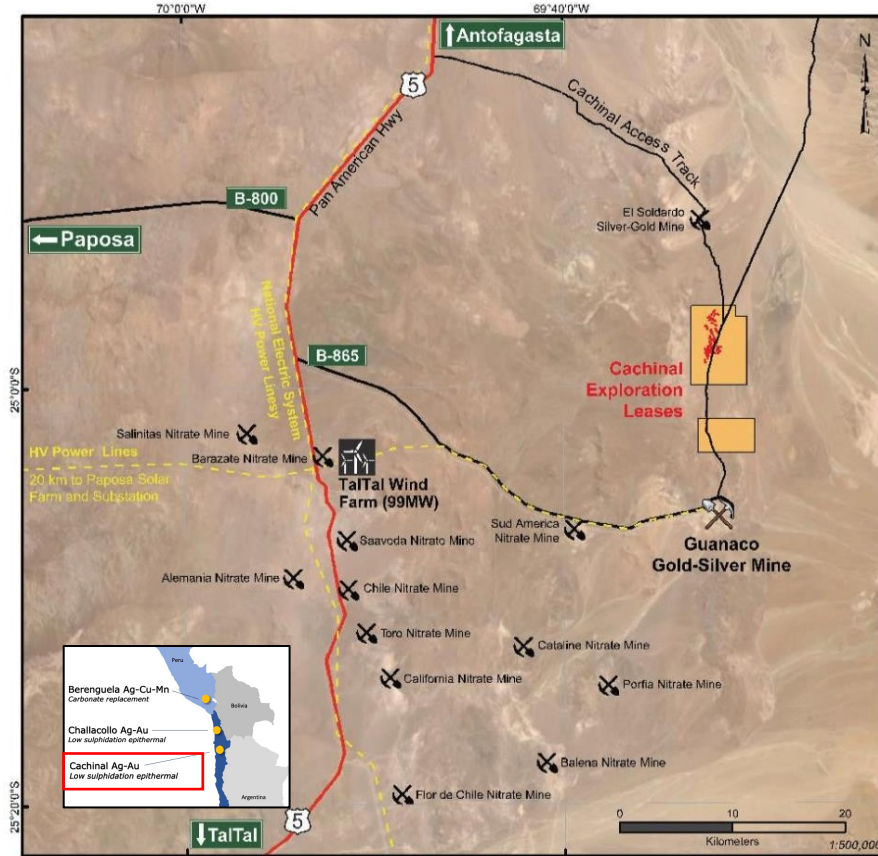 70°0'0"W
69°40'0"W
Antofagasta
N
5
Cachinal Access Track
Pan American Hwy
B-800
El Soldardo
Silver-Gold Mine
Paposa
National Electric System
HV Power Linesy
B-865
Cachinal
Exploration
Leases
25°0'0"S
Salinitas Nitrate Mine
HV Power Lines
Barazate Nitrate Mine
20 km to Paposa Solar
Farm and Substation
TalTal Wind
Farm (99MW)
Sud America
Nitrate Mine
Saavoda Nitrato Mino
Guanaco
Gold-Silver Mine
Alemania Nitrate Mine
Chile Nitrate Mine
Toro Nitrate Mine
Cataline Nitrate Mine
California Nitrate Mine
Porfia Nitrate Mine
Peru
Berenguela Ag-Cu-Mn
Carbonate replacement
Bolivia
Challacollo Ag-Au
Low sulphidation epithermal
Cachinal Ag-Au
Low sulphidation epithermal
Argentina
Balena Nitrate Mine
Flor de Chile Nitrate Mine
25°20'0"S
5
TalTal
0 10 20
Kilometers
1:500,000